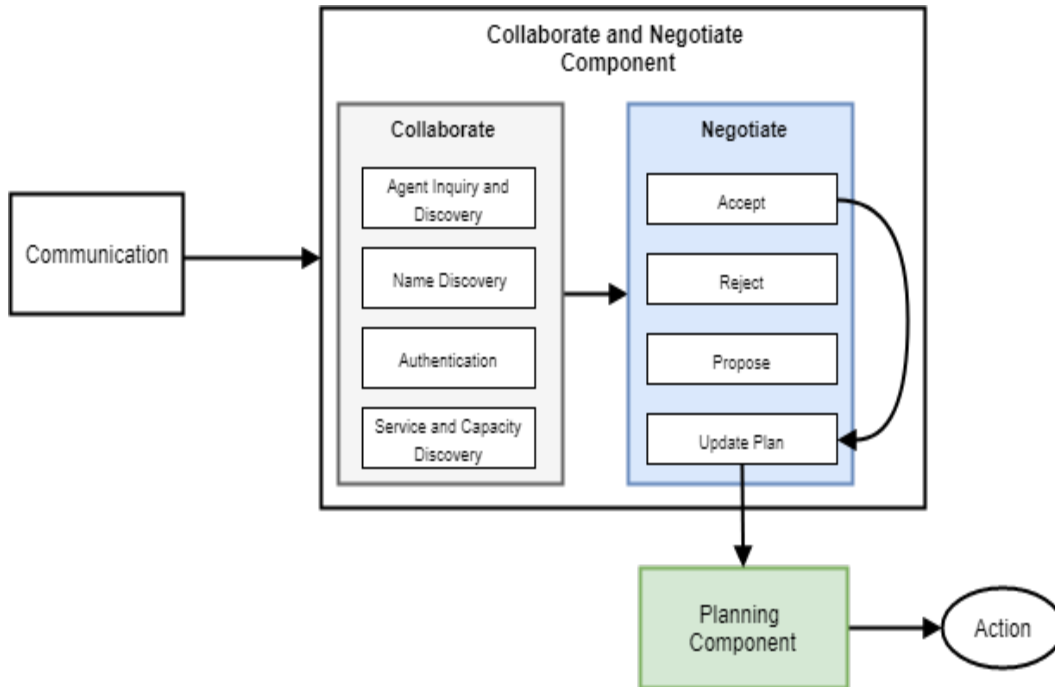 Collaborate and Negotiate
Component
Collaborate
Agent Inquiry and
Discovery
Name Discovery
Authentication
Service and Capacity
Discovery
Negotiate
Accept
Reject
Propose
Update Plan
Communication
Planning
Component
Action